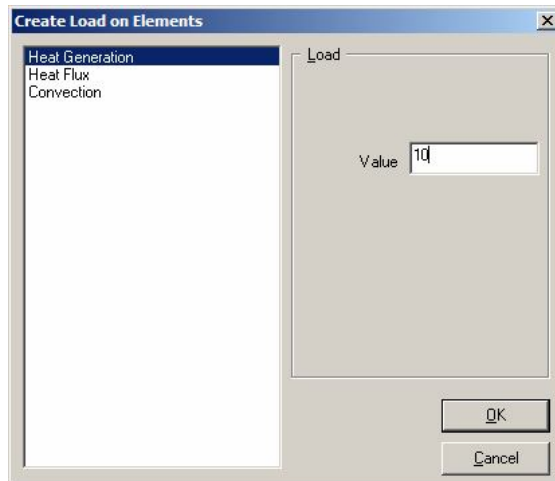 Create Load on Elements
Heat Generation
Heat Flux
Convection
Load
Value 10
OK
Cancel